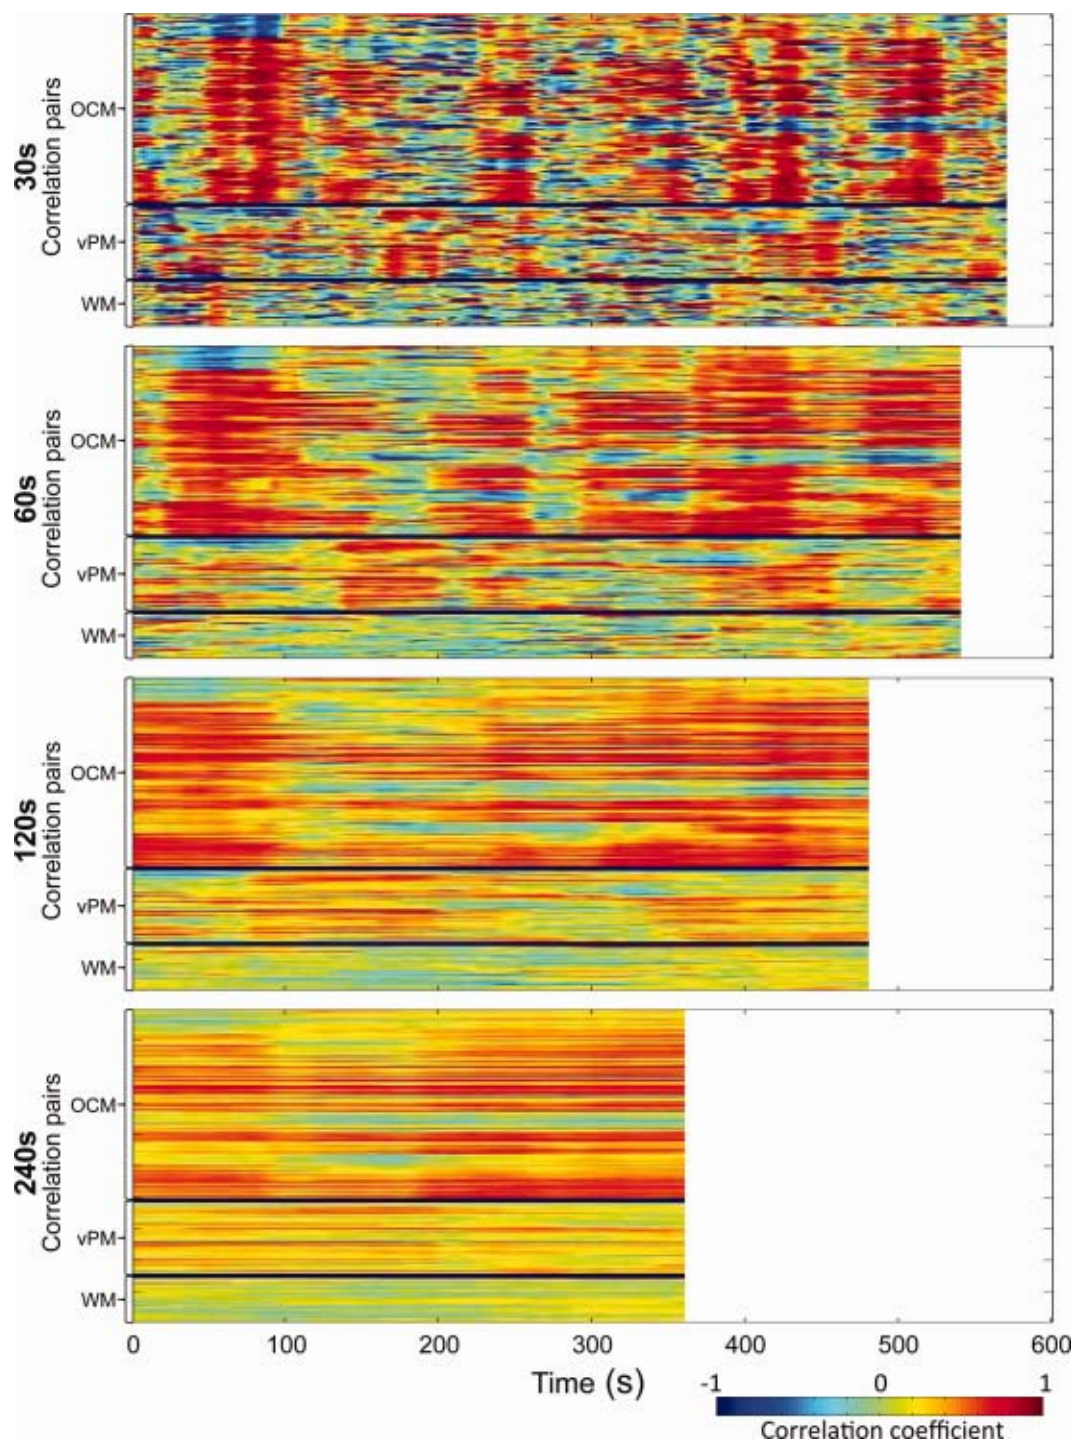 30s
Correlation pairs
OCM
vPM
WM
60s
Correlation pairs
OCM
vPM
WM
120s
Correlation pairs
OCM
vPM
WM
240s
Correlation pairs
OCM
vPM
WM
0 100 200 300 400 500 600
Time (s)
-1 0 1
Correlation coefficient